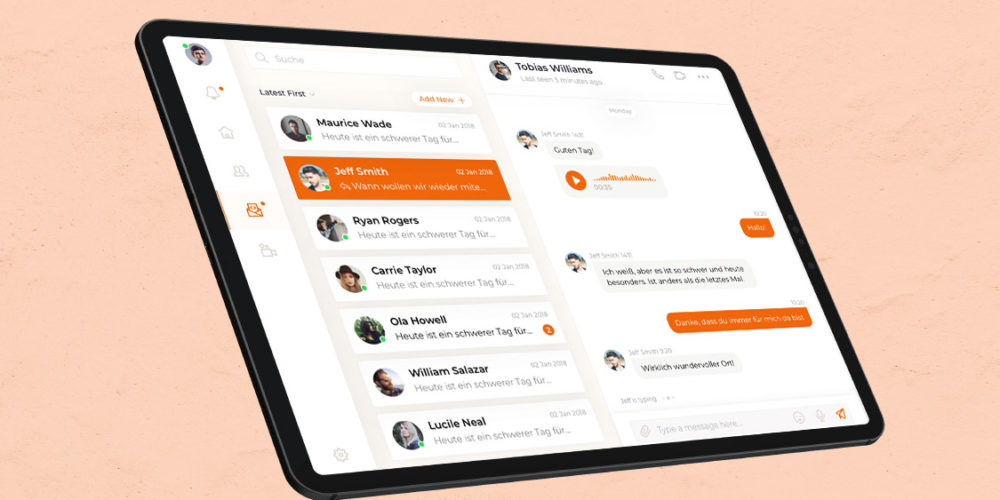 Suche
Latest First
Add New +
Maurice Wade
02 Jan 2018
Heute ist ein schwerer Tag für...
Jeff Smith
02 Jan 2018
Wann wollen wir wieder mite...
Ryan Rogers
02 Jan 2018
Heute ist ein schwerer Tag für...
Carrie Taylor
02 Jan 2018
Heute ist ein schwerer Tag für...
Ola Howell
02 Jan 2018
Heute ist ein schwerer Tag für...
2
William Salazar
02 Jan 2018
Heute ist ein schwerer Tag für...
Lucile Neal
02 Jan 2018
Heute ist ein schwerer Tag für...
Tobias Williams
Last seen 5 minutes ago
Monday
Jeff Smith 14:31
Guten Tag!
00:35
10:20
Hallo!
Jeff Smith 14:31
Ich weiß, aber es ist so schwer und heute
besonders. Ist anders als die letztes Mal.
10:20
Danke, dass du immer für mich da bist
Jeff Smith 9:20
Wirklich wundervoller Ort!
Jeff is typing
Type a message here...